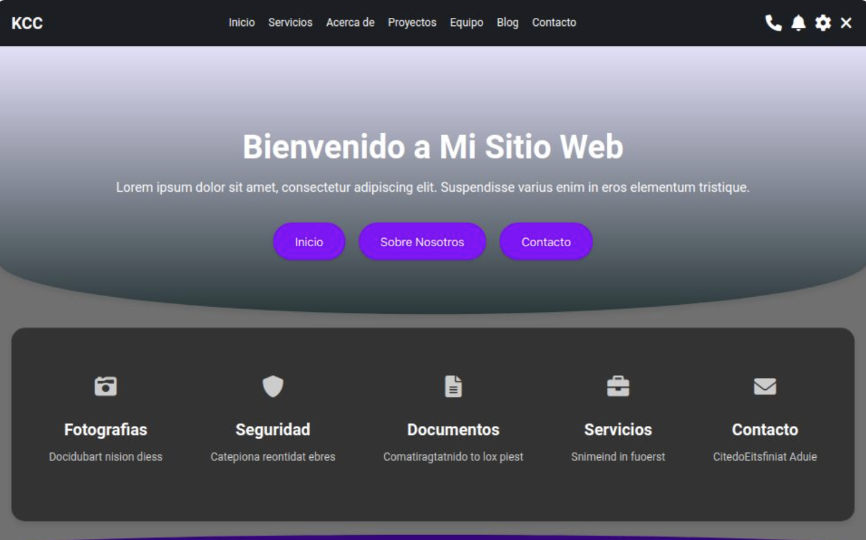 KCC
Inicio Servicios Acerca de Proyectos Equipo Blog Contacto
Bienvenido a Mi Sitio Web
Lorem ipsum dolor sit amet, consectetur adipiscing elit. Suspendisse varius enim in eros elementum tristique.
Inicio Sobre Nosotros Contacto
Fotografias Seguridad Documentos Servicios Contacto
Docidubart nision diess Catepiona reontidat ebres Comatiragtatnido to lox piest Snimeind in fuoerst CitedoEitsfiniat Aduie